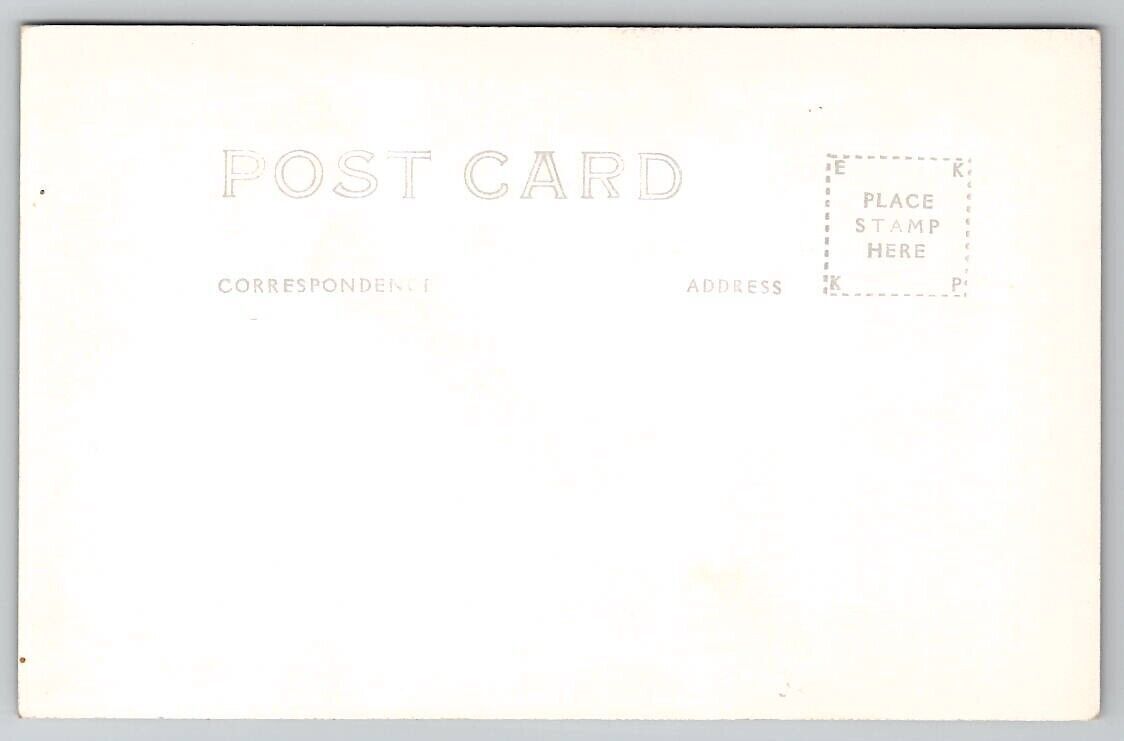 POST CARD
E K
PLACE
STAMP
HERE
K P
CORRESPONDENCE
ADDRESS